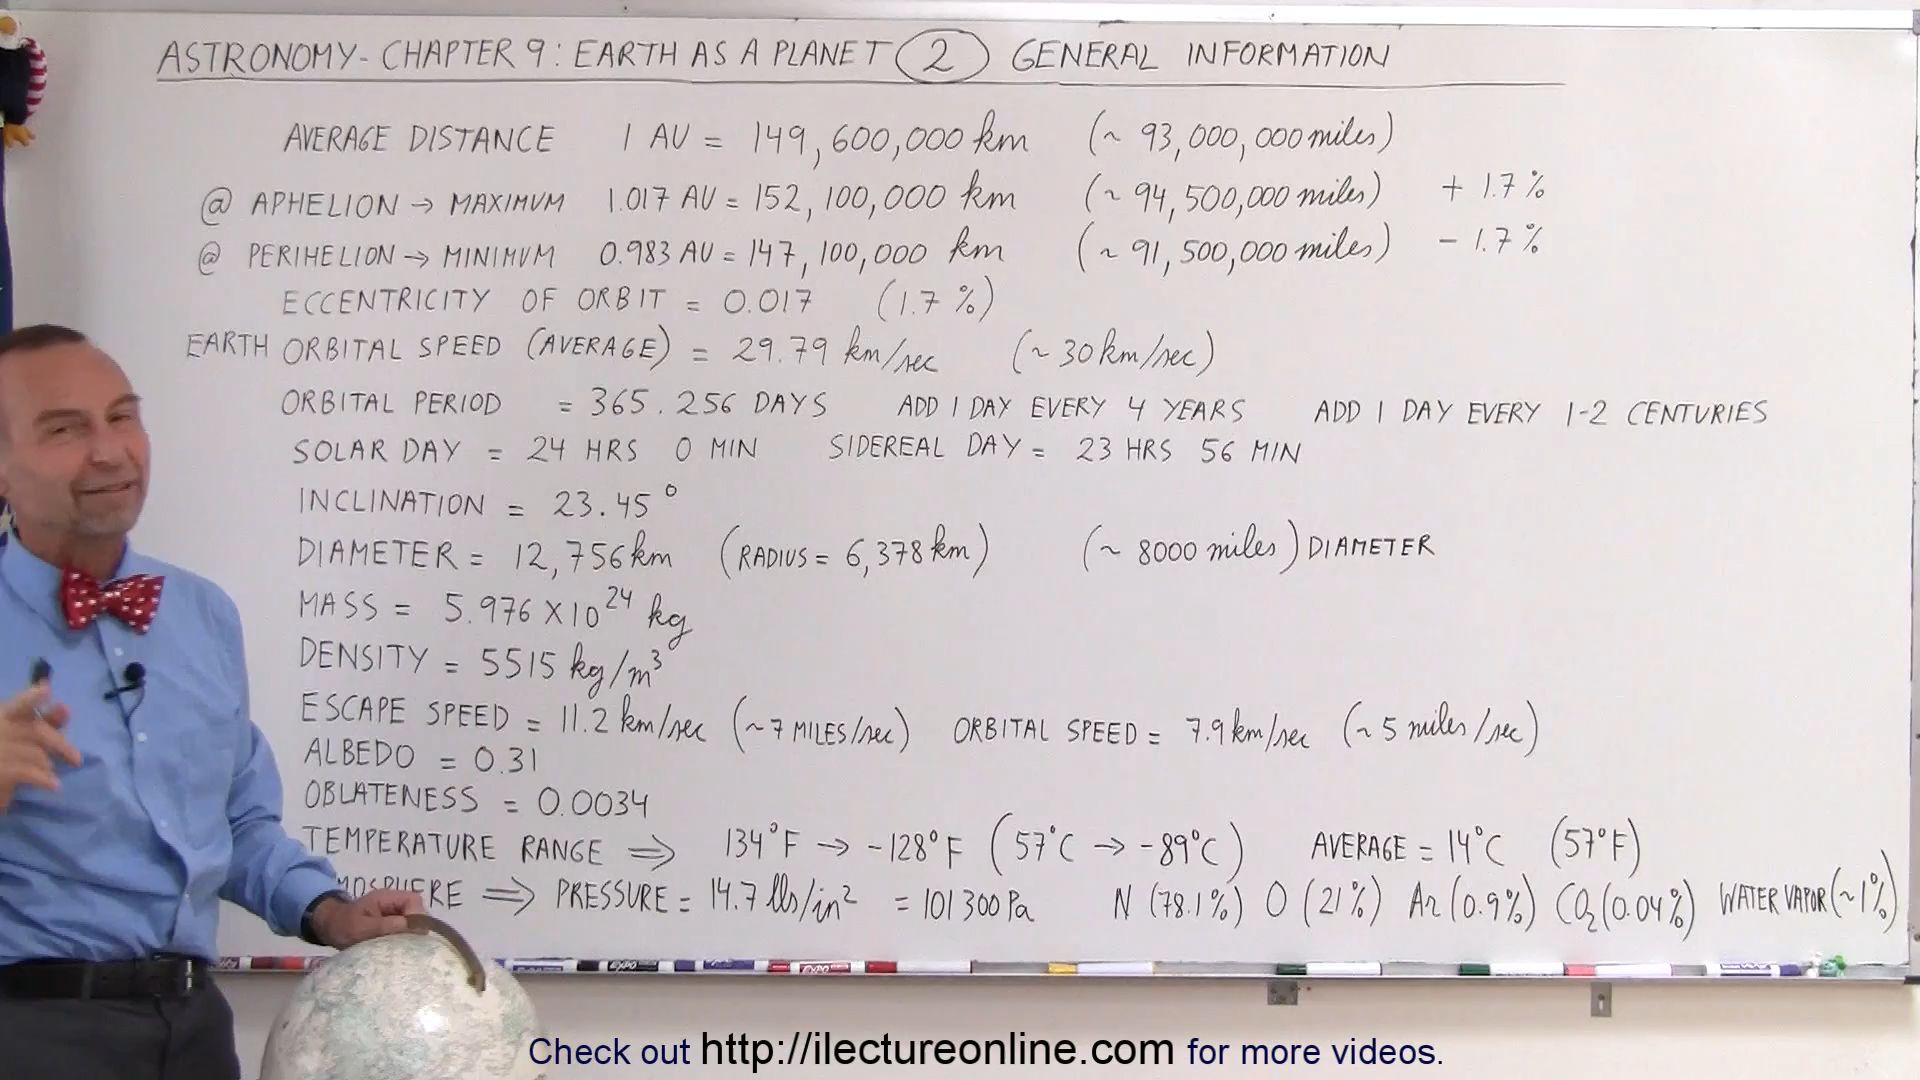 ASTRONOMY - CHAPTER 9: EARTH AS A PLANET 2 GENERAL INFORMATION
AVERAGE DISTANCE 1 AU = 149,600,000 km (~ 93,000,000 miles)
@ APHELION → MAXIMUM 1.017 AU = 152,100,000 km (~ 94,500,000 miles) + 1.7%
@ PERIHELION → MINIMUM 0.983 AU = 147,100,000 km (~ 91,500,000 miles) - 1.7%
ECCENTRICITY OF ORBIT = 0.017 (1.7%)
EARTH ORBITAL SPEED (AVERAGE) = 29.79 km/sec (~ 30 km/sec)
ORBITAL PERIOD = 365.256 DAYS ADD 1 DAY EVERY 4 YEARS ADD 1 DAY EVERY 1-2 CENTURIES
SOLAR DAY = 24 HRS 0 MIN SIDEREAL DAY = 23 HRS 56 MIN
INCLINATION = 23.45°
DIAMETER = 12,756 km (RADIUS = 6,378 km) (~ 8000 miles) DIAMETER
MASS = 5.976 X 10²⁴ kg
DENSITY = 5515 kg/m³
ESCAPE SPEED = 11.2 km/sec (~ 7 MILES/sec) ORBITAL SPEED = 7.9 km/sec (~ 5 miles/sec)
ALBEDO = 0.31
OBLATENESS = 0.0034
TEMPERATURE RANGE ⇒ 134°F → -128°F (57°C → -89°C) AVERAGE = 14°C (57°F)
MOSPHERE ⇒ PRESSURE = 14.7 lbs/in² = 101300 Pa N (78.1%) O (21%) Ar (0.9%) CO₂ (0.04%) WATER VAPOR (~1%)
Check out http://ilectureonline.com for more videos.